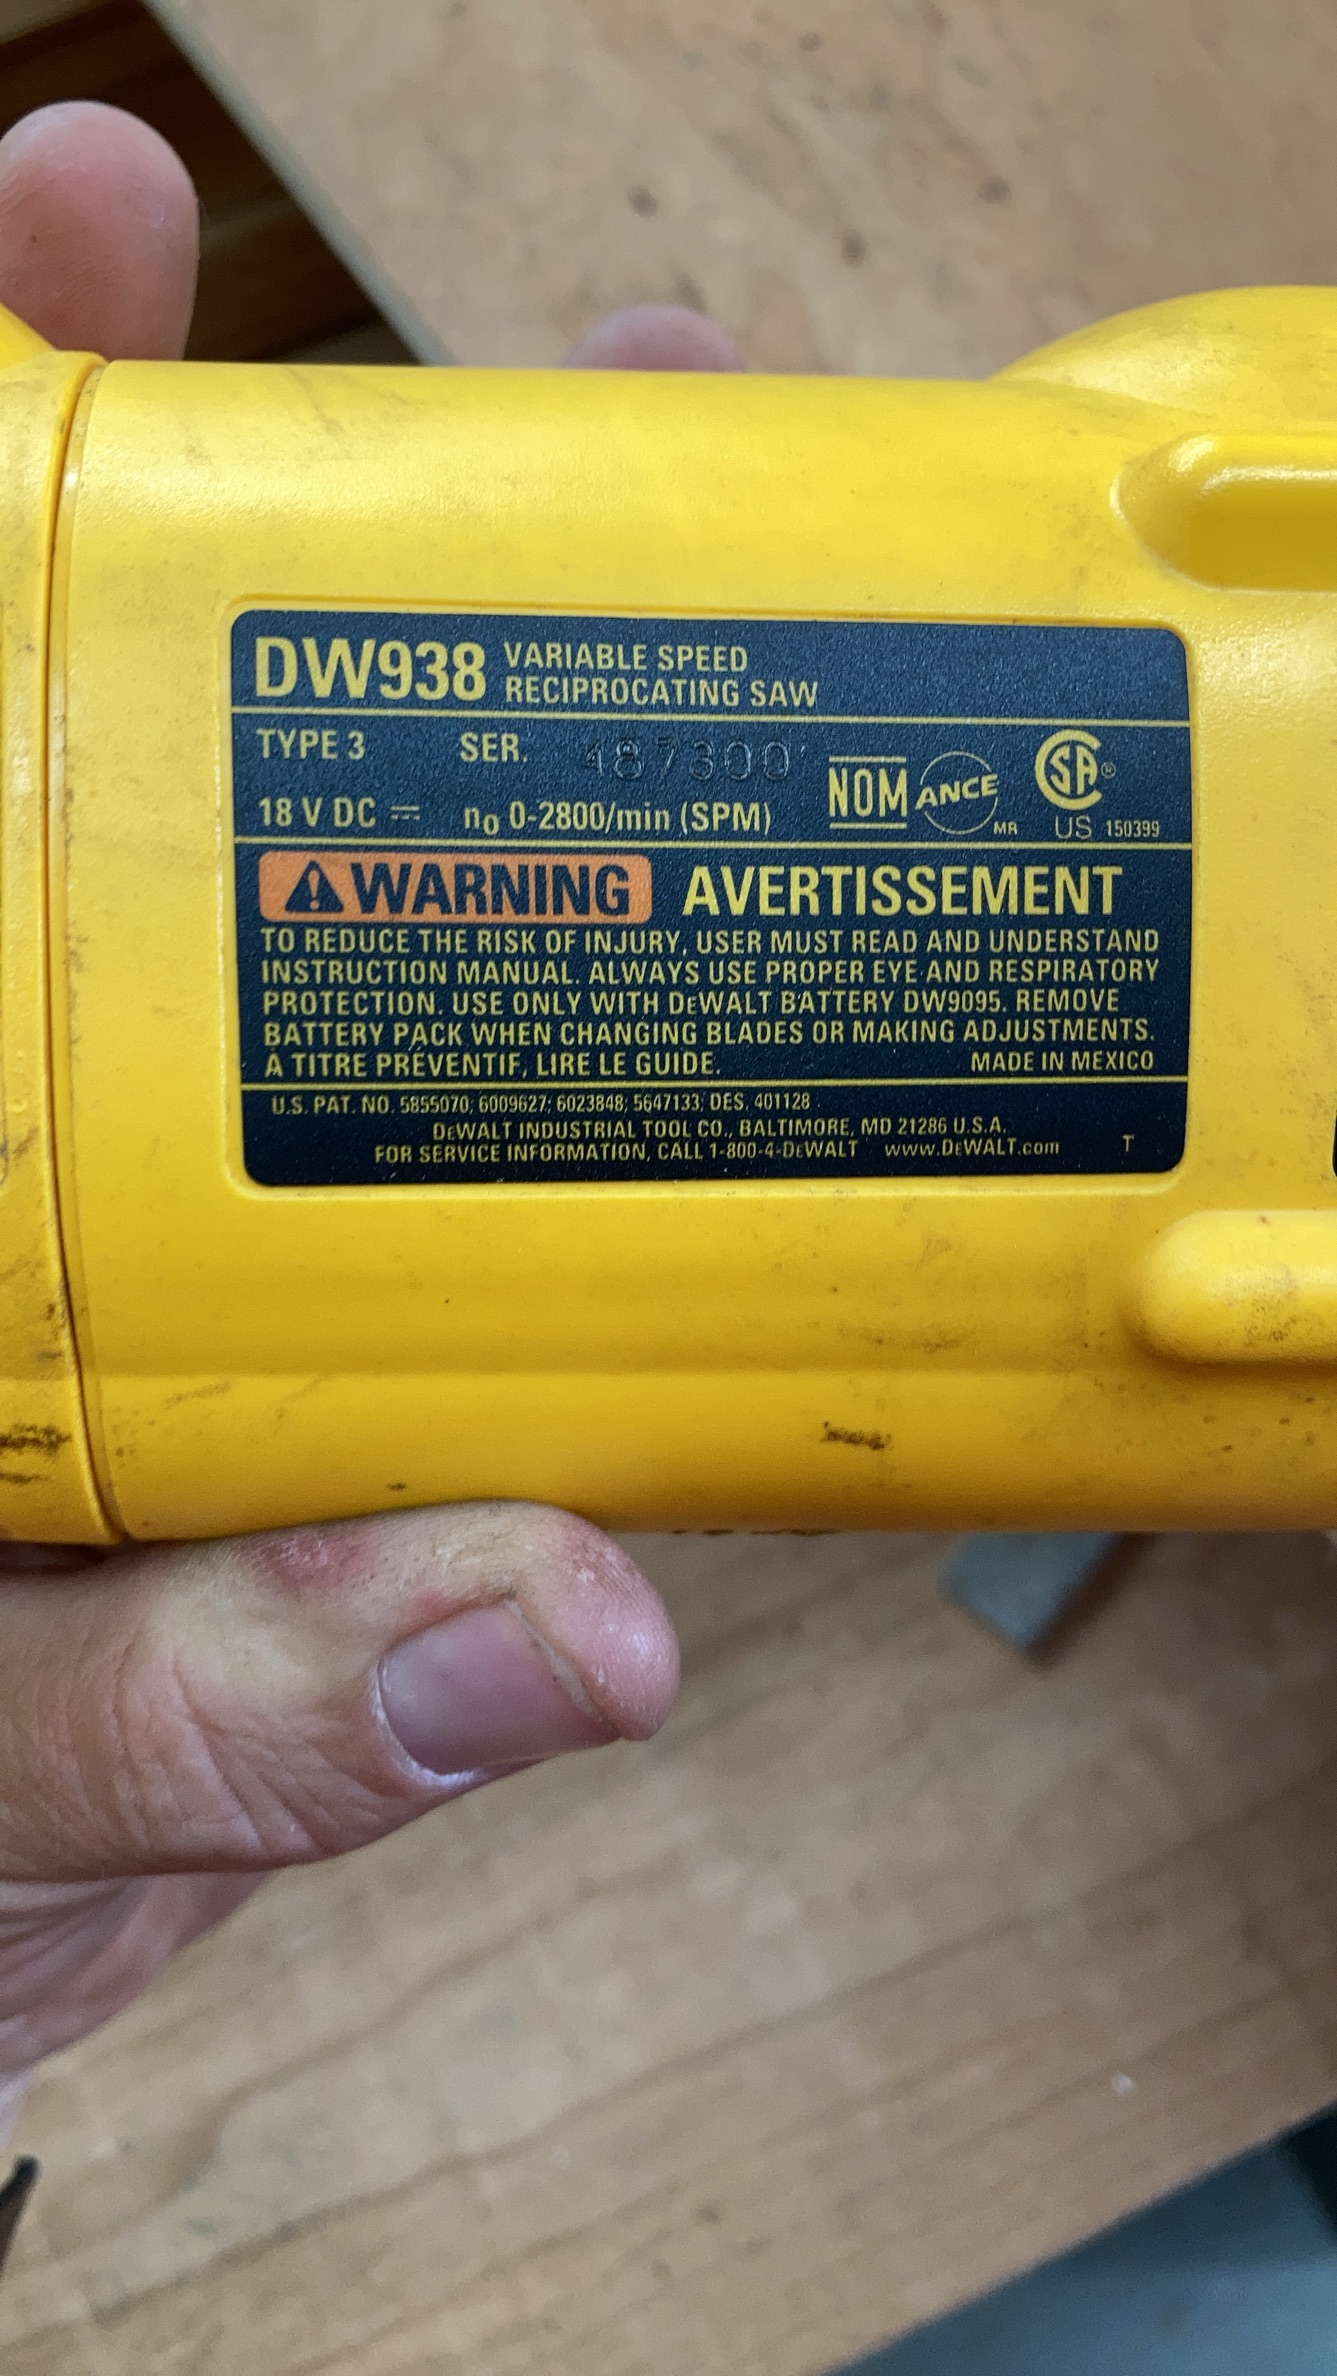 DW938 VARIABLE SPEED
RECIPROCATING SAW
TYPE 3 SER. 487300
18 V DC ⎓ n₀ 0-2800/min (SPM)
NOM ANCE MR
SA ® US 150399
⚠ WARNING AVERTISSEMENT
TO REDUCE THE RISK OF INJURY, USER MUST READ AND UNDERSTAND
INSTRUCTION MANUAL. ALWAYS USE PROPER EYE AND RESPIRATORY
PROTECTION. USE ONLY WITH DEWALT BATTERY DW9095. REMOVE
BATTERY PACK WHEN CHANGING BLADES OR MAKING ADJUSTMENTS.
À TITRE PRÉVENTIF, LIRE LE GUIDE. MADE IN MEXICO
U.S. PAT. NO. 5855070; 6009627; 6023848; 5647133; DES. 401128
DEWALT INDUSTRIAL TOOL CO., BALTIMORE, MD 21286 U.S.A.
FOR SERVICE INFORMATION, CALL 1-800-4-DEWALT www.DEWALT.com T